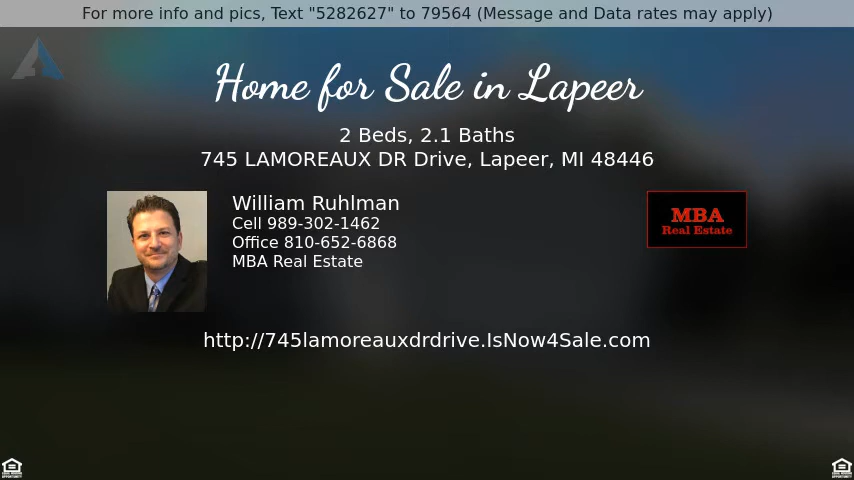 For more info and pics, Text "5282627" to 79564 (Message and Data rates may apply)
Home for Sale in Lapeer
2 Beds, 2.1 Baths
745 LAMOREAUX DR Drive, Lapeer, MI 48446
William Ruhlman
Cell 989-302-1462
Office 810-652-6868
MBA Real Estate
MBA
Real Estate
http://745lamoreauxdrdrive.IsNow4Sale.com